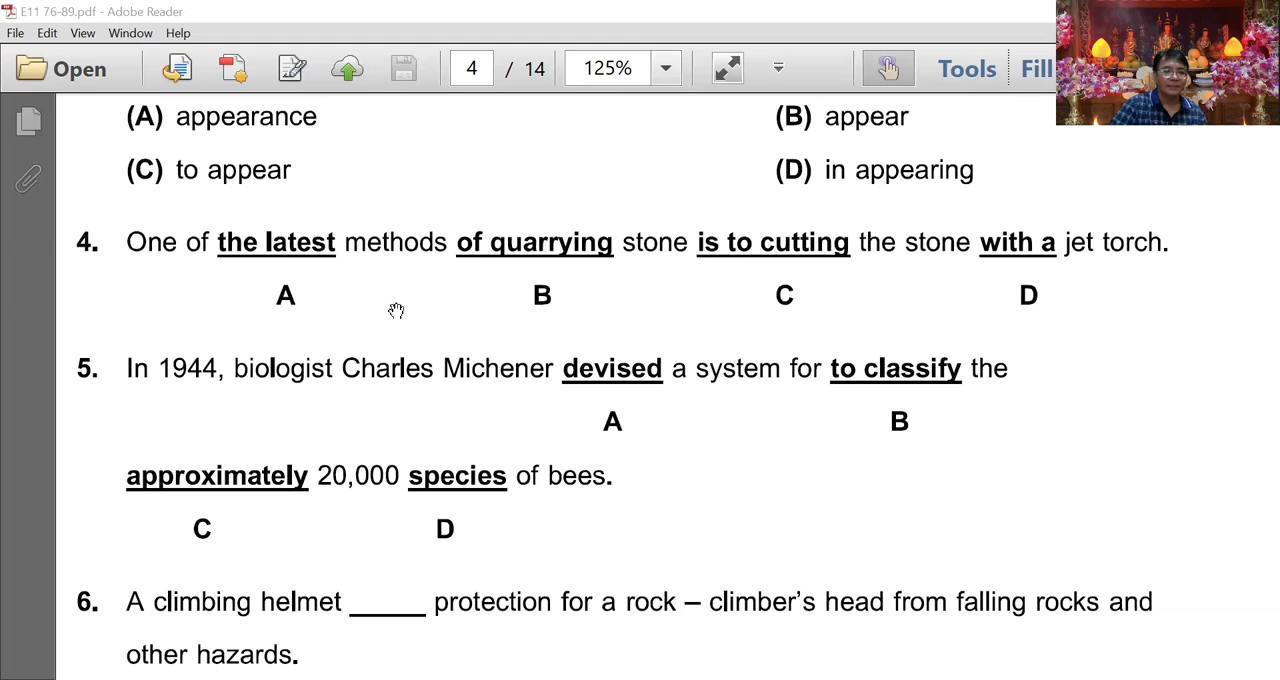 E11 76-89.pdf - Adobe Reader
File Edit View Window Help
Open 4 / 14 125% Tools Fill
(A) appearance (B) appear
(C) to appear (D) in appearing
4. One of the latest methods of quarrying stone is to cutting the stone with a jet torch.
A B C D
5. In 1944, biologist Charles Michener devised a system for to classify the
A B
approximately 20,000 species of bees.
C D
6. A climbing helmet _____ protection for a rock – climber's head from falling rocks and
other hazards.